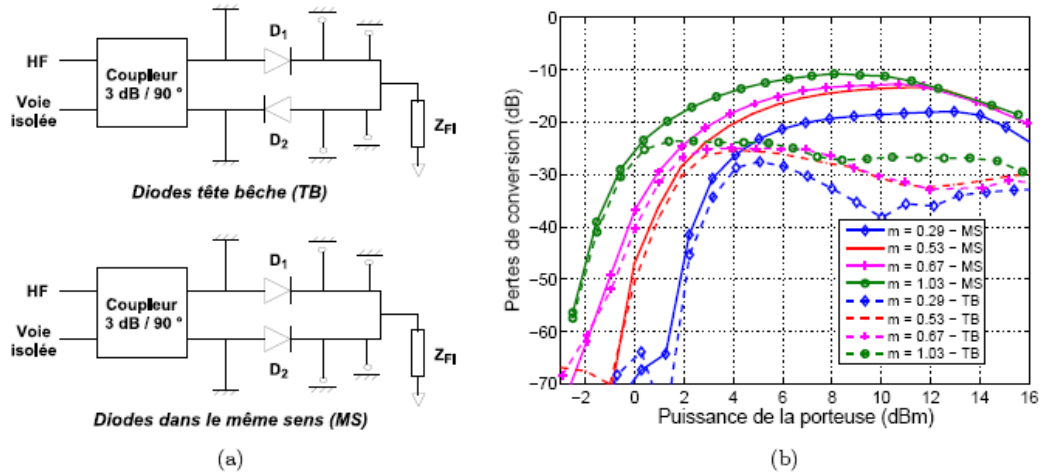 HF
Voie
isolée
Coupleur
3 dB / 90 °
D1
D2
ZFI
Diodes tête bêche (TB)
HF
Voie
isolée
Coupleur
3 dB / 90 °
D1
D2
ZFI
Diodes dans le même sens (MS)
(a)
Pertes de conversion (dB)
0
−10
−20
−30
−40
−50
−60
−70
−2 0 2 4 6 8 10 12 14 16
Puissance de la porteuse (dBm)
m = 0.29 − MS
m = 0.53 − MS
m = 0.67 − MS
m = 1.03 − MS
m = 0.29 − TB
m = 0.53 − TB
m = 0.67 − TB
m = 1.03 − TB
(b)